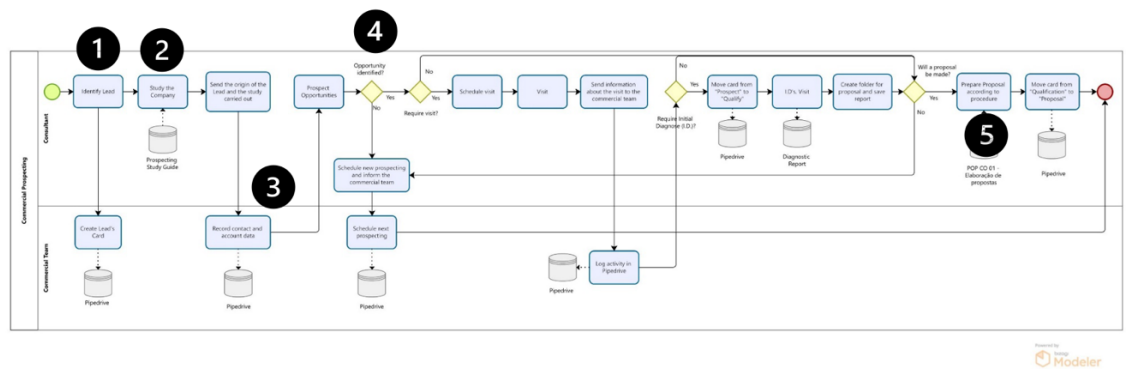 1
2
4
Commercial Prospecting
Consultant
Identify Lead
Study the
Company
Send the origin of the
Lead and the study
carried out
Prospecting
Study Guide
3
Prospect
Opportunities
Opportunity
identified?
Yes
No
No
Require visit?
Yes
Schedule visit
Visit
Send information
about the visit to the
commercial team
Schedule new prospecting
and inform the
commercial team
No
Require Initial
Diagnose (I.D.)?
Yes
Move card from
"Prospect" to
"Qualify"
Pipedrive
I.D's. Visit
Diagnostic
Report
Create folder for
proposal and save
report
Will a proposal
be made?
Yes
No
Prepare Proposal
according to
procedure
5
POP CO 01 -
Elaboração de
propostas
Move card from
"Qualification" to
"Proposal"
Pipedrive
Commercial Team
Create Lead's
Card
Pipedrive
Record contact and
account data
Pipedrive
Schedule next
prospecting
Pipedrive
Pipedrive
Log activity in
Pipedrive
Powered by
bizagi
Modeler